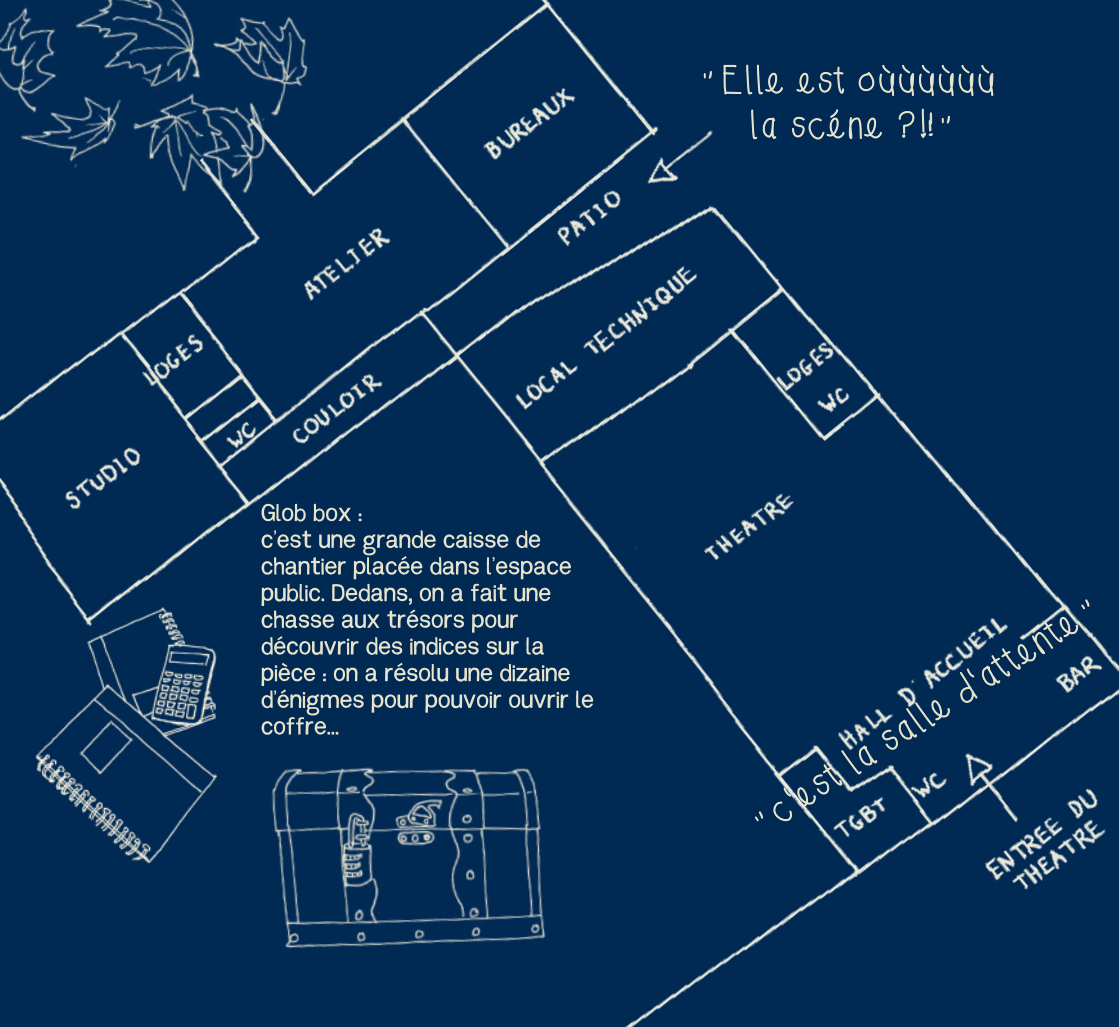 "Elle est oùùùùùù
la scéne ?!!"
BUREAUX
PATIO
ATELIER
LOCAL TECHNIQUE
LOGES
LOGES
WC
COULOIR
WC
STUDIO
THEATRE
Glob box :
c'est une grande caisse de
chantier placée dans l'espace
public. Dedans, on a fait une
chasse aux trésors pour
découvrir des indices sur la
pièce : on a résolu une dizaine
d'énigmes pour pouvoir ouvrir le
coffre...
HALL D'ACCUEIL
"c'est la salle d'attente"
BAR
TGBT
WC
ENTREE DU
THEATRE